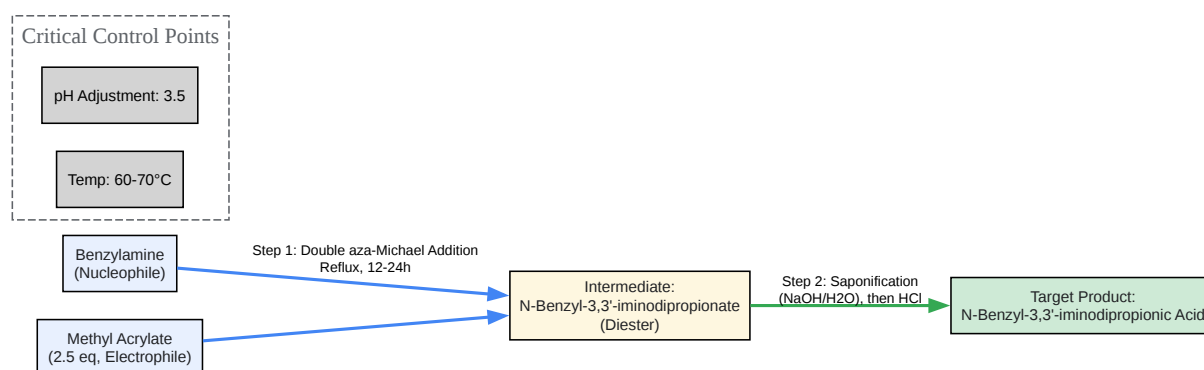 Critical Control Points
pH Adjustment: 3.5
Temp: 60-70°C
Benzylamine
(Nucleophile)
Step 1: Double aza-Michael Addition
Reflux, 12-24h
Methyl Acrylate
(2.5 eq, Electrophile)
Intermediate:
N-Benzyl-3,3'-iminodipropionate
(Diester)
Step 2: Saponification
(NaOH/H2O), then HCl
Target Product:
N-Benzyl-3,3'-iminodipropionic Acid